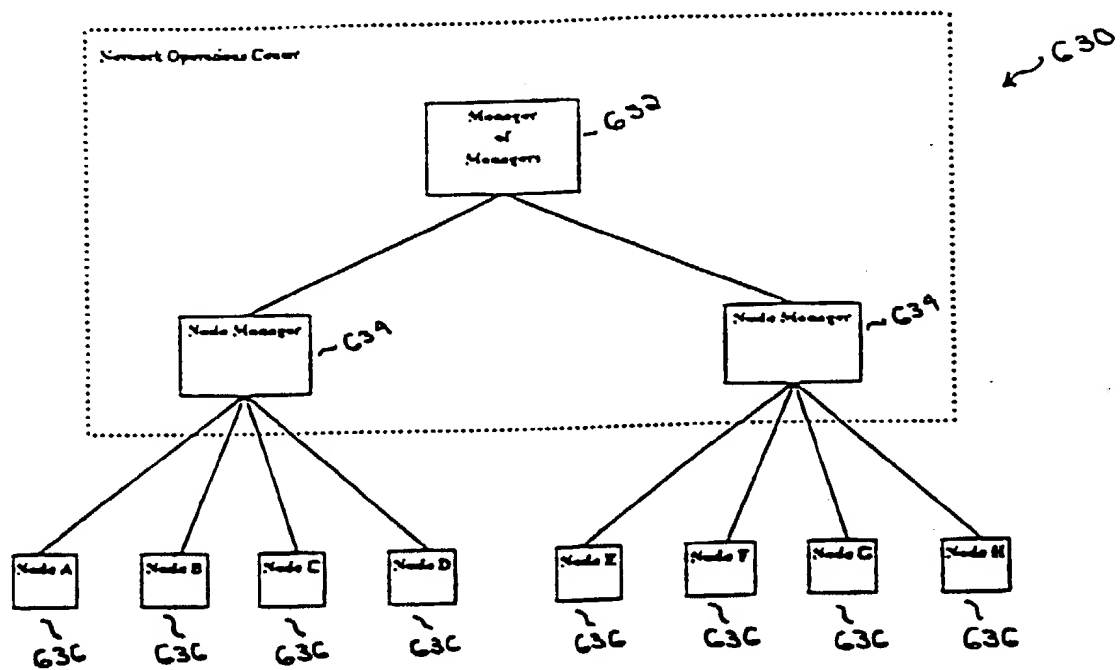 Network Operations Center
630
Manager
of
Managers
632
Node Manager
634
Node Manager
634
Node A
Node B
Node C
Node D
Node E
Node F
Node G
Node H
636
636
636
636
636
636
636
636